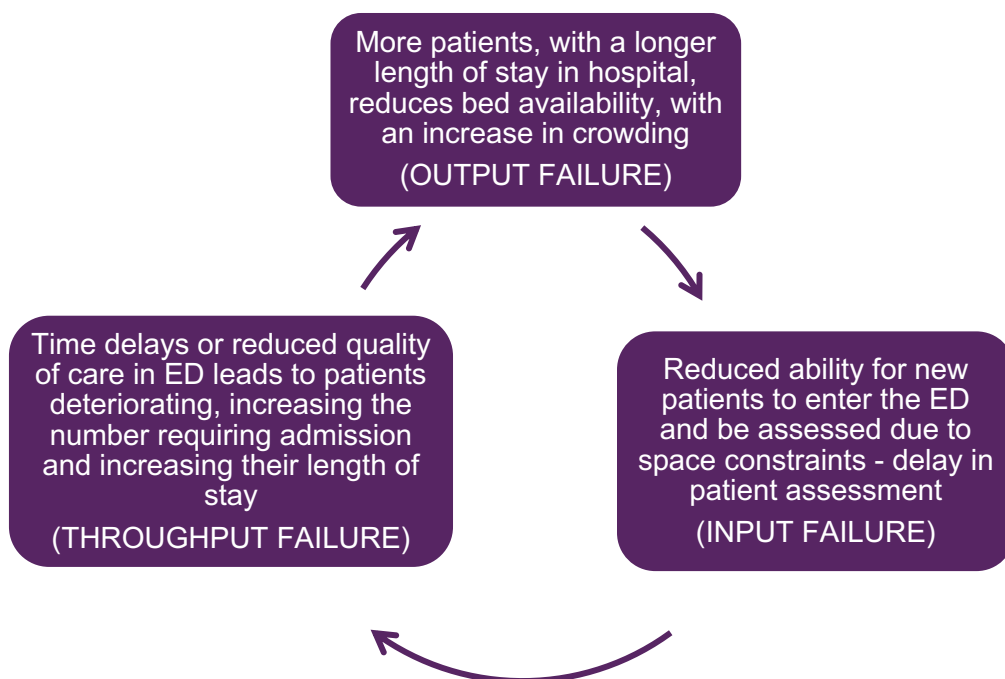 More patients, with a longer
length of stay in hospital,
reduces bed availability, with
an increase in crowding
(OUTPUT FAILURE)
Time delays or reduced quality
of care in ED leads to patients
deteriorating, increasing the
number requiring admission
and increasing their length of
stay
(THROUGHPUT FAILURE)
Reduced ability for new
patients to enter the ED
and be assessed due to
space constraints - delay in
patient assessment
(INPUT FAILURE)